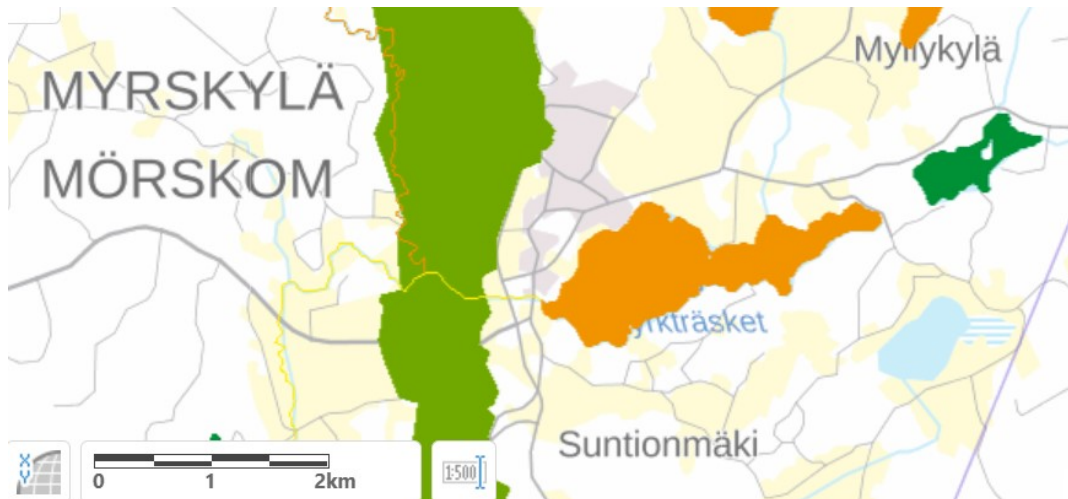 Myllykylä
MYRSKYLÄ
MÖRSKOM
Suntionmäki
X
Y
0 1 2km
1:500